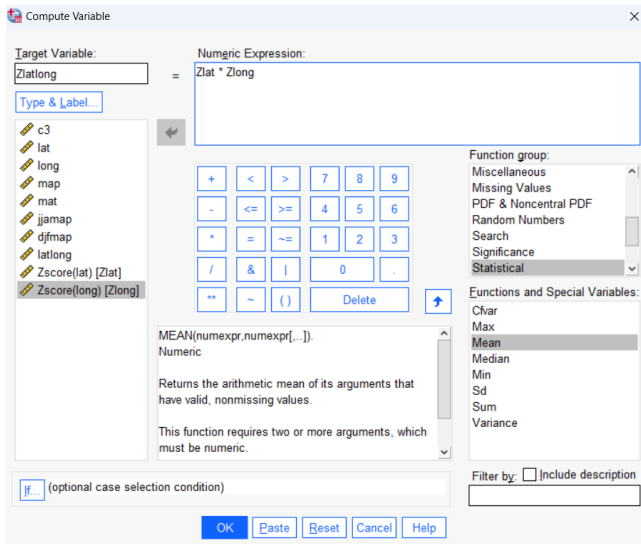 Compute Variable
Target Variable:
Zlatlong
=
Numeric Expression:
Zlat * Zlong
Type & Label...
c3
lat
long
map
mat
jjamap
djfmap
latlong
Zscore(lat) [Zlat]
Zscore(long) [Zlong]
+ < > 7 8 9
- <= >= 4 5 6
* = ~= 1 2 3
/ & | 0 .
** ~ ( ) Delete
MEAN(numexpr,numexpr[,..]).
Numeric
Returns the arithmetic mean of its arguments that
have valid, nonmissing values.
This function requires two or more arguments, which
must be numeric.
Function group:
Miscellaneous
Missing Values
PDF & Noncentral PDF
Random Numbers
Search
Significance
Statistical
Functions and Special Variables:
Cfvar
Max
Mean
Median
Min
Sd
Sum
Variance
If... (optional case selection condition)
Filter by: Include description
OK Paste Reset Cancel Help